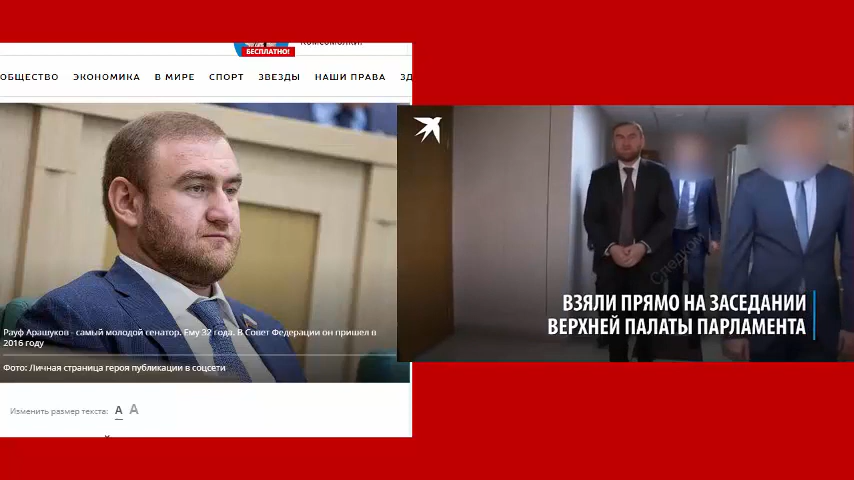 БЕСПЛАТНО!
ОБЩЕСТВО ЭКОНОМИКА В МИРЕ СПОРТ ЗВЕЗДЫ НАШИ ПРАВА
Рауф Арашуков - самый молодой сенатор. Ему 32 года. В Совет Федерации он пришел в
2016 году
Фото: Личная страница героя публикации в соцсети
Изменить размер текста: A A
Следком
ВЗЯЛИ ПРЯМО НА ЗАСЕДАНИИ
ВЕРХНЕЙ ПАЛАТЫ ПАРЛАМЕНТА